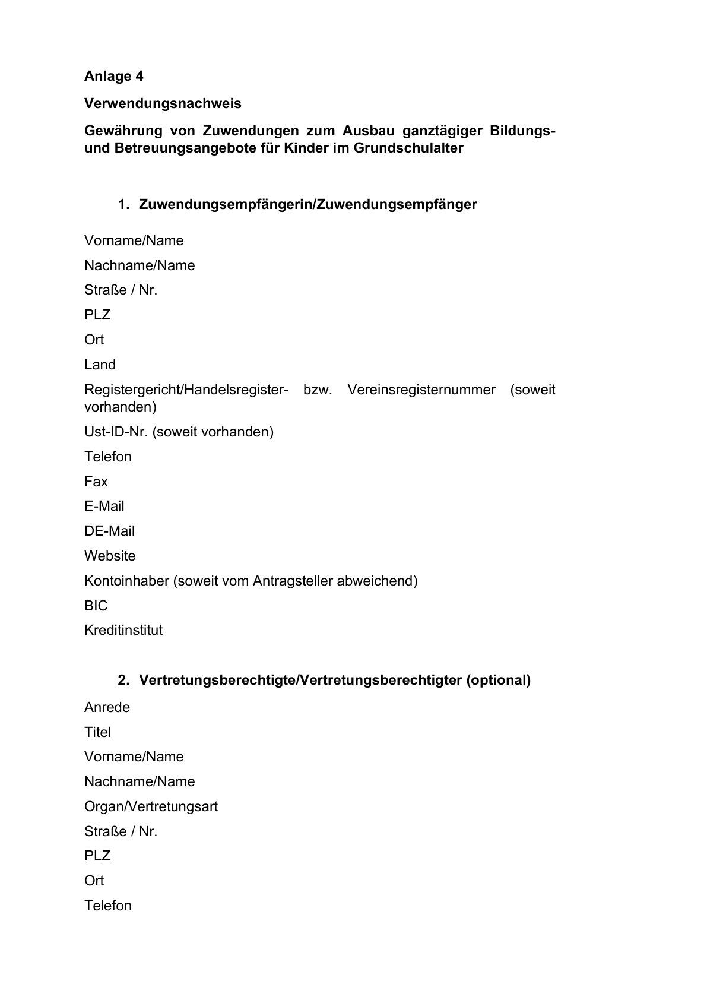 Anlage 4
Verwendungsnachweis
Gewährung von Zuwendungen zum Ausbau ganztägiger Bildungs-
und Betreuungsangebote für Kinder im Grundschulalter
1. Zuwendungsempfängerin/Zuwendungsempfänger
Vorname/Name
Nachname/Name
Straße / Nr.
PLZ
Ort
Land
Registergericht/Handelsregister- bzw. Vereinsregisternummer (soweit
vorhanden)
Ust-ID-Nr. (soweit vorhanden)
Telefon
Fax
E-Mail
DE-Mail
Website
Kontoinhaber (soweit vom Antragsteller abweichend)
BIC
Kreditinstitut
2. Vertretungsberechtigte/Vertretungsberechtigter (optional)
Anrede
Titel
Vorname/Name
Nachname/Name
Organ/Vertretungsart
Straße / Nr.
PLZ
Ort
Telefon